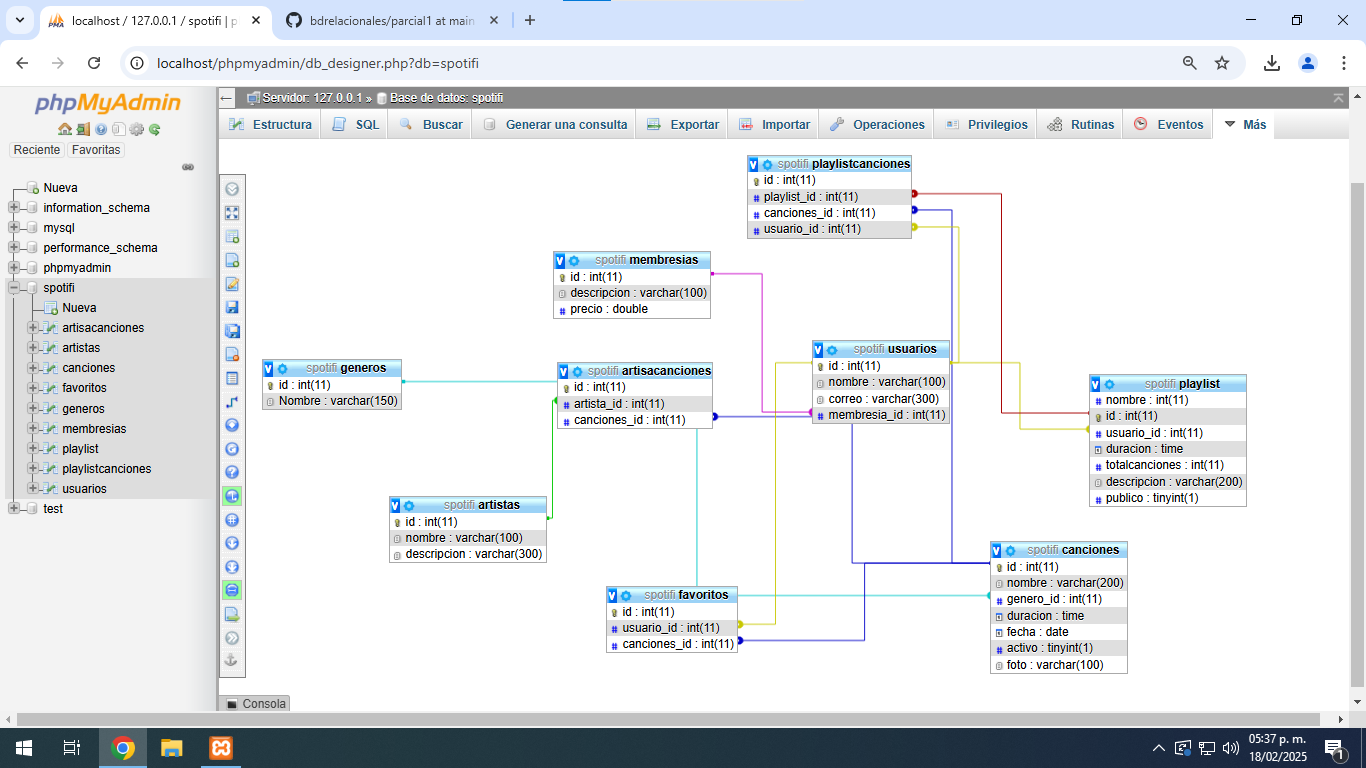 localhost / 127.0.0.1 / spotifi | p
bdrelacionales/parcial1 at main
localhost/phpmyadmin/db_designer.php?db=spotifi
phpMyAdmin
Reciente Favoritas
Nueva
information_schema
mysql
performance_schema
phpmyadmin
spotifi
Nueva
artisacanciones
artistas
canciones
favoritos
generos
membresias
playlist
playlistcanciones
usuarios
test
Servidor: 127.0.0.1 » Base de datos: spotifi
Estructura SQL Buscar Generar una consulta Exportar Importar Operaciones Privilegios Rutinas Eventos Más
spotifi playlistcanciones
id : int(11)
playlist_id : int(11)
canciones_id : int(11)
usuario_id : int(11)
spotifi membresias
id : int(11)
descripcion : varchar(100)
precio : double
spotifi usuarios
id : int(11)
nombre : varchar(100)
correo : varchar(300)
membresia_id : int(11)
spotifi generos
id : int(11)
Nombre : varchar(150)
spotifi artisacanciones
id : int(11)
artista_id : int(11)
canciones_id : int(11)
spotifi playlist
nombre : int(11)
id : int(11)
usuario_id : int(11)
duracion : time
totalcanciones : int(11)
descripcion : varchar(200)
publico : tinyint(1)
spotifi artistas
id : int(11)
nombre : varchar(100)
descripcion : varchar(300)
spotifi canciones
id : int(11)
nombre : varchar(200)
genero_id : int(11)
duracion : time
fecha : date
activo : tinyint(1)
foto : varchar(100)
spotifi favoritos
id : int(11)
usuario_id : int(11)
canciones_id : int(11)
Consola
05:37 p. m.
18/02/2025
1